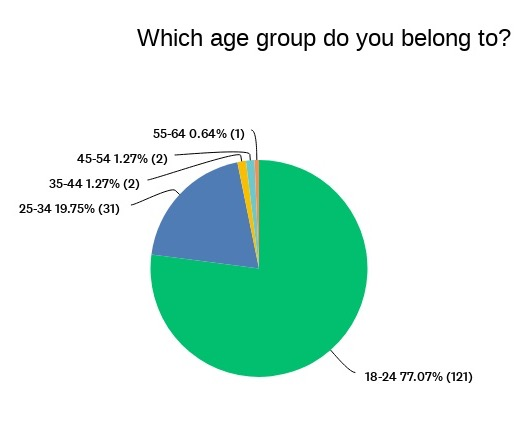 Which age group do you belong to?
55-64 0.64% (1)
45-54 1.27% (2)
35-44 1.27% (2)
25-34 19.75% (31)
18-24 77.07% (121)